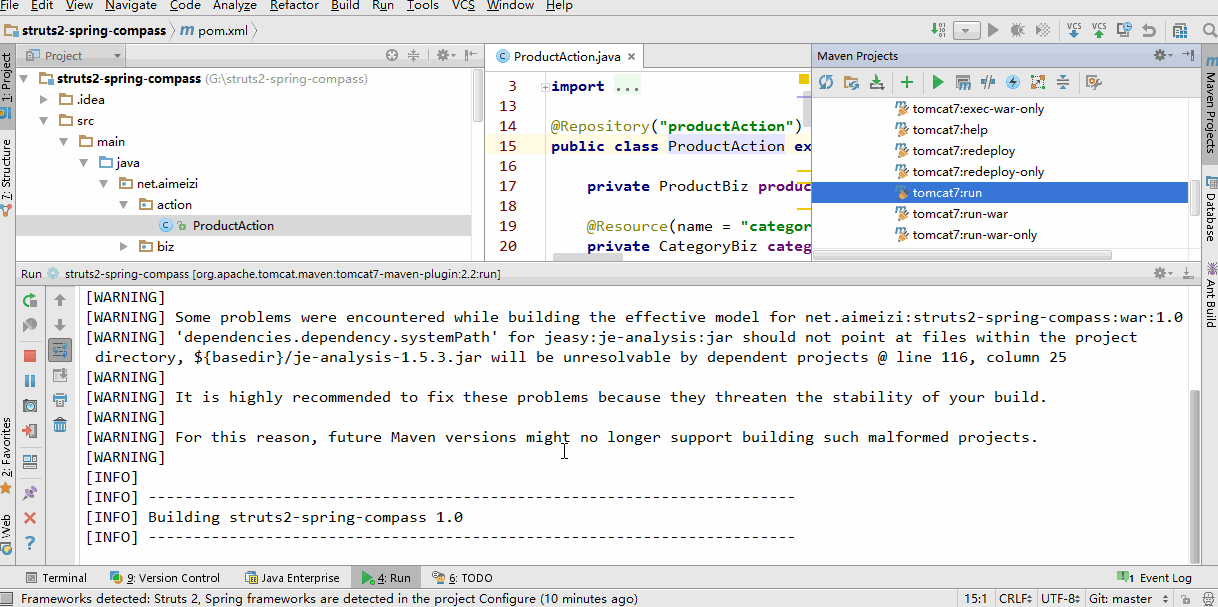 File Edit View Navigate Code Analyze Refactor Build Run Tools VCS Window Help
struts2-spring-compass pom.xml
1: Project
7: Structure
2: Favorites
Web
Project
struts2-spring-compass (G:\struts2-spring-compass)
.idea
src
main
java
net.aimeizi
action
ProductAction
biz
ProductAction.java
3 import ...
13
14 @Repository("productAction")
15 public class ProductAction ex
16
17 private ProductBiz produc
18
19 @Resource(name = "categor
20 private CategoryBiz categ
Maven Projects
tomcat7:exec-war-only
tomcat7:help
tomcat7:redeploy
tomcat7:redeploy-only
tomcat7:run
tomcat7:run-war
tomcat7:run-war-only
Maven Projects
Database
Ant Build
Run struts2-spring-compass [org.apache.tomcat.maven:tomcat7-maven-plugin:2.2:run]
[WARNING]
[WARNING] Some problems were encountered while building the effective model for net.aimeizi:struts2-spring-compass:war:1.0
[WARNING] 'dependencies.dependency.systemPath' for jeasy:je-analysis:jar should not point at files within the project
directory, ${basedir}/je-analysis-1.5.3.jar will be unresolvable by dependent projects @ line 116, column 25
[WARNING]
[WARNING] It is highly recommended to fix these problems because they threaten the stability of your build.
[WARNING]
[WARNING] For this reason, future Maven versions might no longer support building such malformed projects.
[WARNING]
[INFO]
[INFO] ------------------------------------------------------------------------
[INFO] Building struts2-spring-compass 1.0
[INFO] ------------------------------------------------------------------------
Terminal 9: Version Control Java Enterprise 4: Run 6: TODO 1 Event Log
Frameworks detected: Struts 2, Spring frameworks are detected in the project Configure (10 minutes ago) 15:1 CRLF UTF-8 Git: master